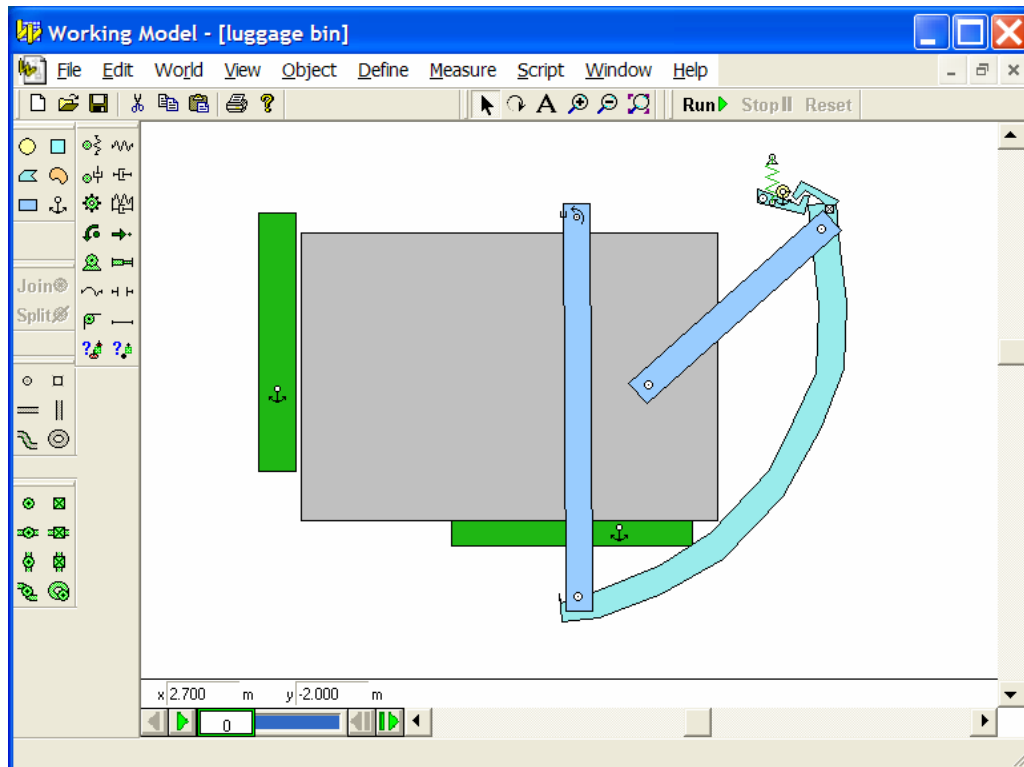 Working Model - [luggage bin]
File Edit World View Object Define Measure Script Window Help
A Run Stop Reset
Join
Split
x 2.700 m y -2.000 m
0